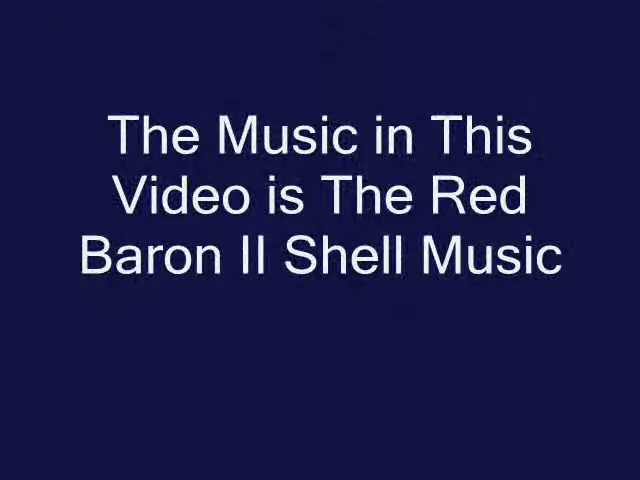 The Music in This
Video is The Red
Baron II Shell Music